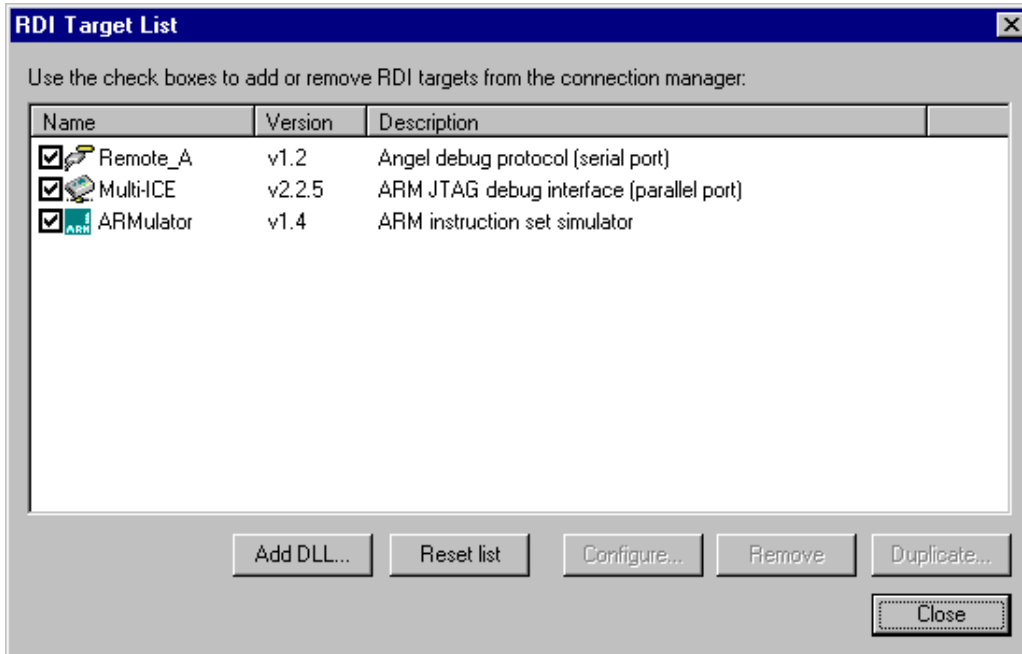 RDI Target List
Use the check boxes to add or remove RDI targets from the connection manager:
Name Version Description
Remote_A v1.2 Angel debug protocol (serial port)
Multi-ICE v2.2.5 ARM JTAG debug interface (parallel port)
ARM ARMulator v1.4 ARM instruction set simulator
Add DLL... Reset list Configure... Remove Duplicate...
Close